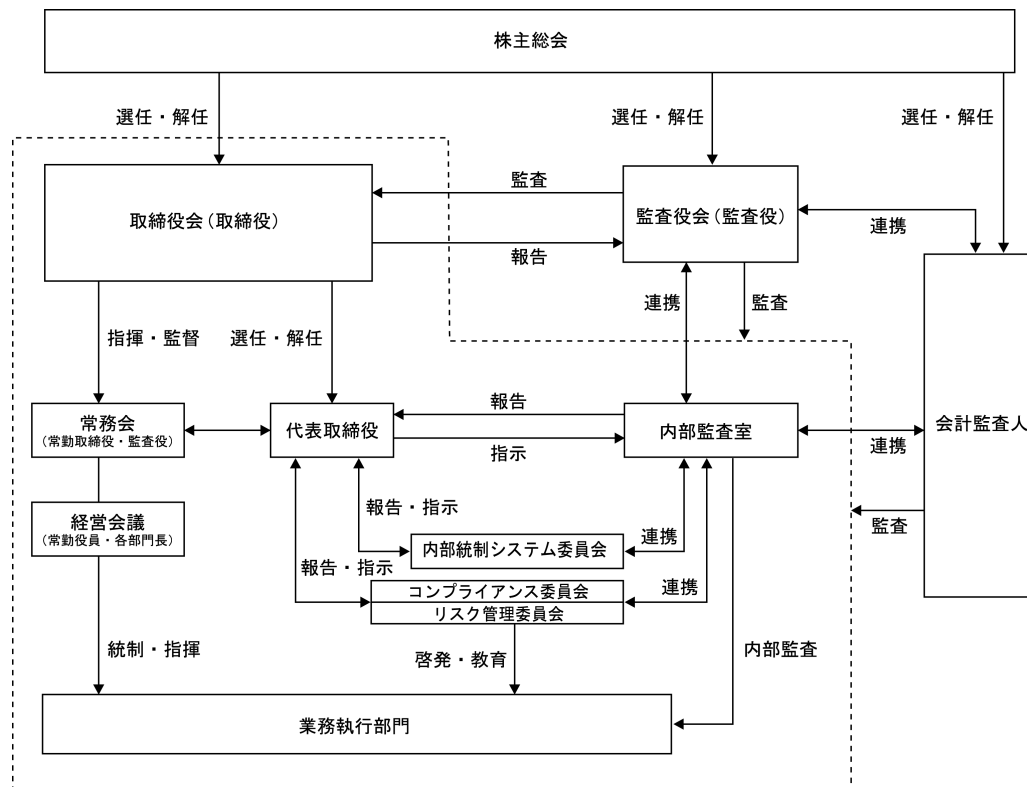 株主総会
選任・解任
選任・解任
選任・解任
取締役会(取締役)
監査
報告
監査役会(監査役)
連携
連携
監査
指揮・監督
選任・解任
常務会
(常勤取締役・監査役)
代表取締役
報告
指示
内部監査室
連携
会計監査人
監査
経営会議
(常勤役員・各部門長)
報告・指示
内部統制システム委員会
連携
報告・指示
コンプライアンス委員会
リスク管理委員会
連携
統制・指揮
啓発・教育
内部監査
業務執行部門